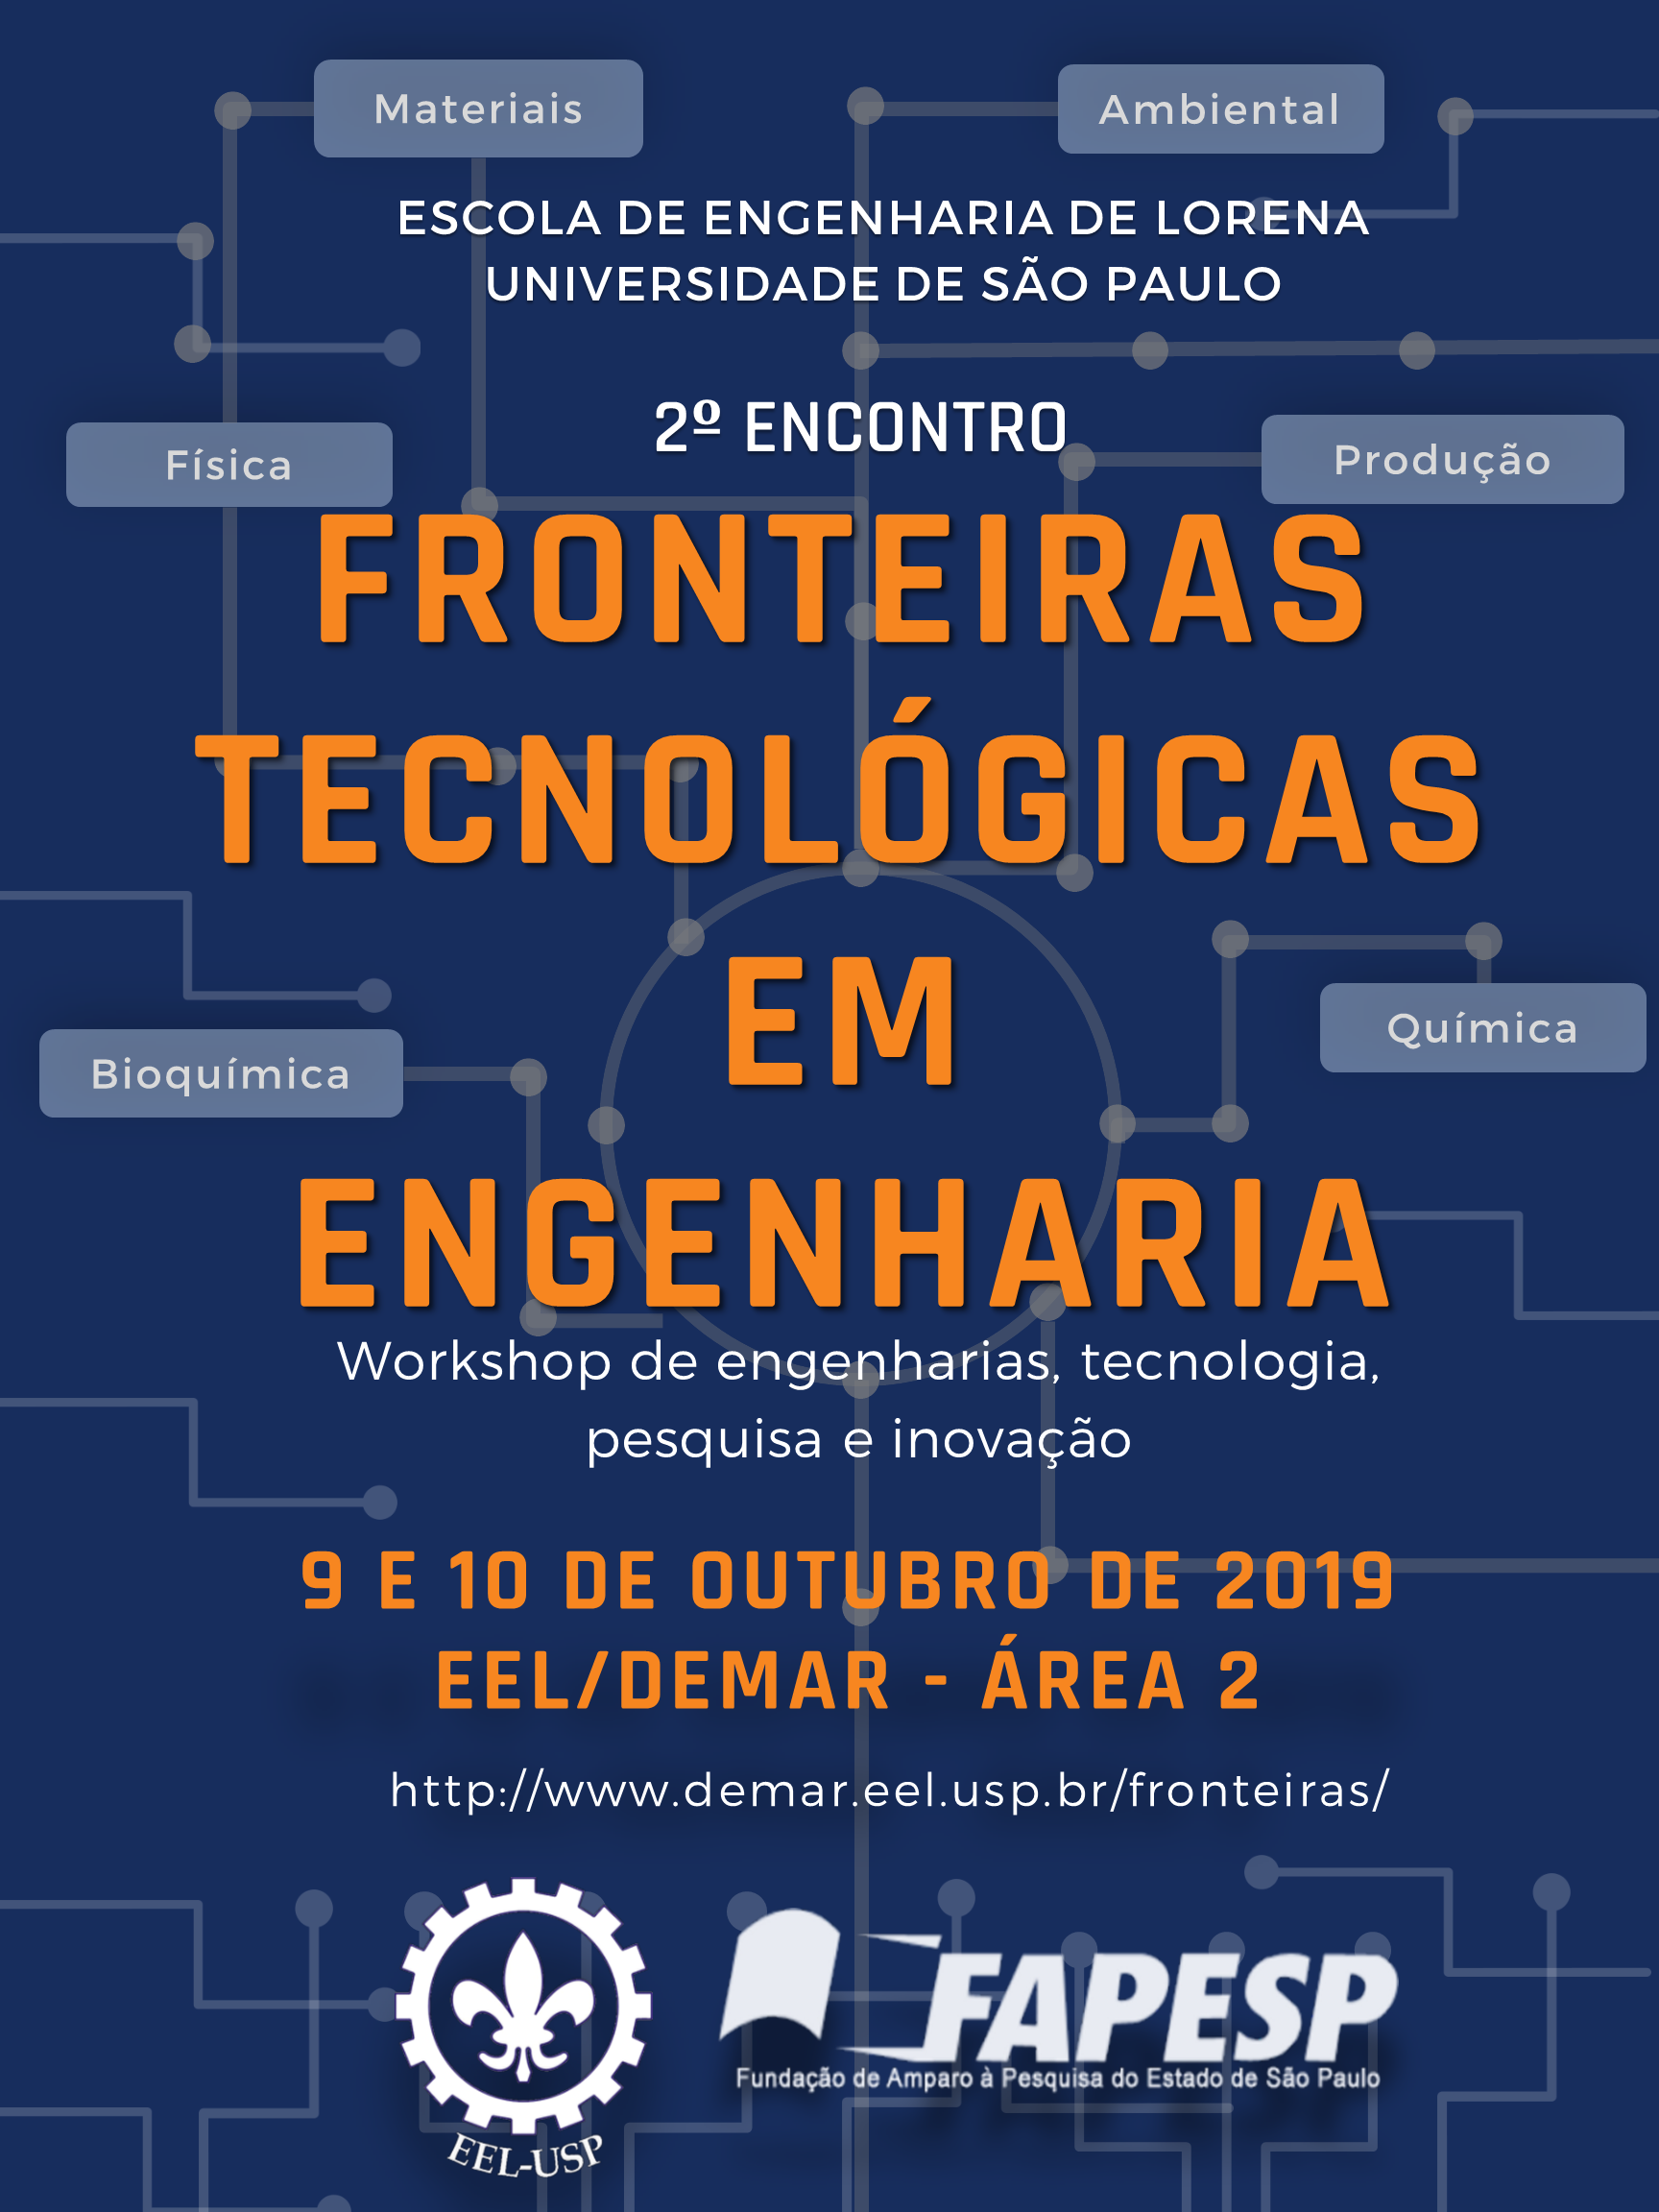 Materiais
Ambiental
ESCOLA DE ENGENHARIA DE LORENA
UNIVERSIDADE DE SÃO PAULO
2º ENCONTRO
Física
Produção
FRONTEIRAS
TECNOLÓGICAS
EM
Química
Bioquímica
ENGENHARIA
Workshop de engenharias, tecnologia,
pesquisa e inovação
9 E 10 DE OUTUBRO DE 2019
EEL/DEMAR - ÁREA 2
http://www.demar.eel.usp.br/fronteiras/
FAPESP
Fundação de Amparo à Pesquisa do Estado de São Paulo
EEL-USP